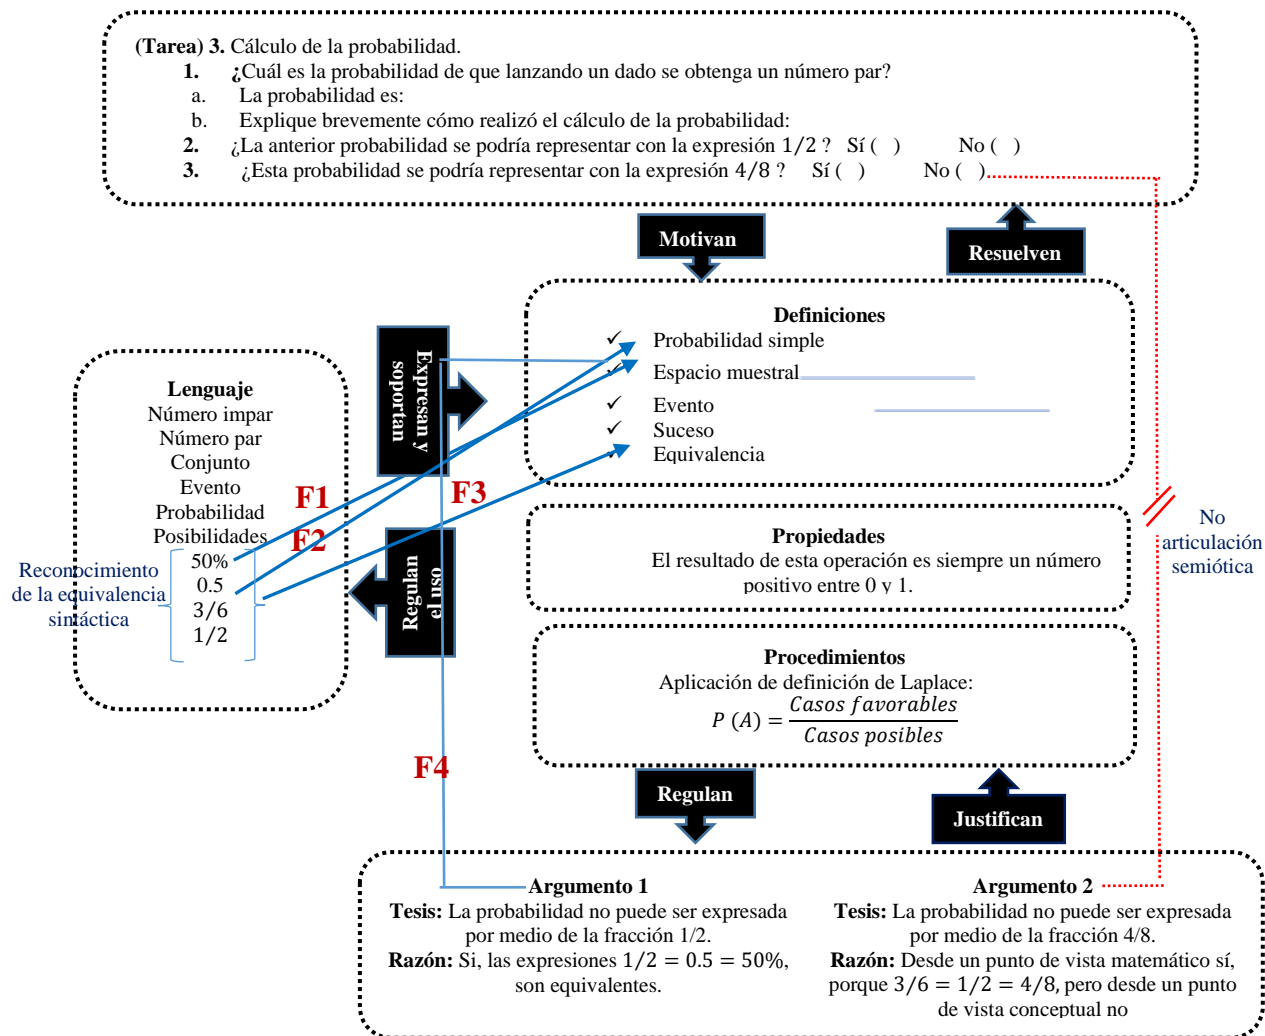 (Tarea) 3. Cálculo de la probabilidad.
1. ¿Cuál es la probabilidad de que lanzando un dado se obtenga un número par?
a. La probabilidad es:
b. Explique brevemente cómo realizó el cálculo de la probabilidad:
2. ¿La anterior probabilidad se podría representar con la expresión 1/2 ? Sí ( ) No ( )
3. ¿Esta probabilidad se podría representar con la expresión 4/8 ? Sí ( ) No ( )
Motivan
Resuelven
Definiciones
✓ Probabilidad simple
✓ Espacio muestral
✓ Evento
✓ Suceso
✓ Equivalencia
Expresan y
soportan
Lenguaje
Número impar
Número par
Conjunto
Evento
Probabilidad
Posibilidades
50%
0.5
3/6
1/2
Reconocimiento
de la equivalencia
sintáctica
F1
F2
F3
F4
Regulan
el uso
Propiedades
El resultado de esta operación es siempre un número
positivo entre 0 y 1.
No
articulación
semiótica
Procedimientos
Aplicación de definición de Laplace:
P (A) = Casos favorables / Casos posibles
Regulan
Justifican
Argumento 1
Tesis: La probabilidad no puede ser expresada
por medio de la fracción 1/2.
Razón: Si, las expresiones 1/2 = 0.5 = 50%,
son equivalentes.
Argumento 2
Tesis: La probabilidad no puede ser expresada
por medio de la fracción 4/8.
Razón: Desde un punto de vista matemático sí,
porque 3/6 = 1/2 = 4/8, pero desde un punto
de vista conceptual no